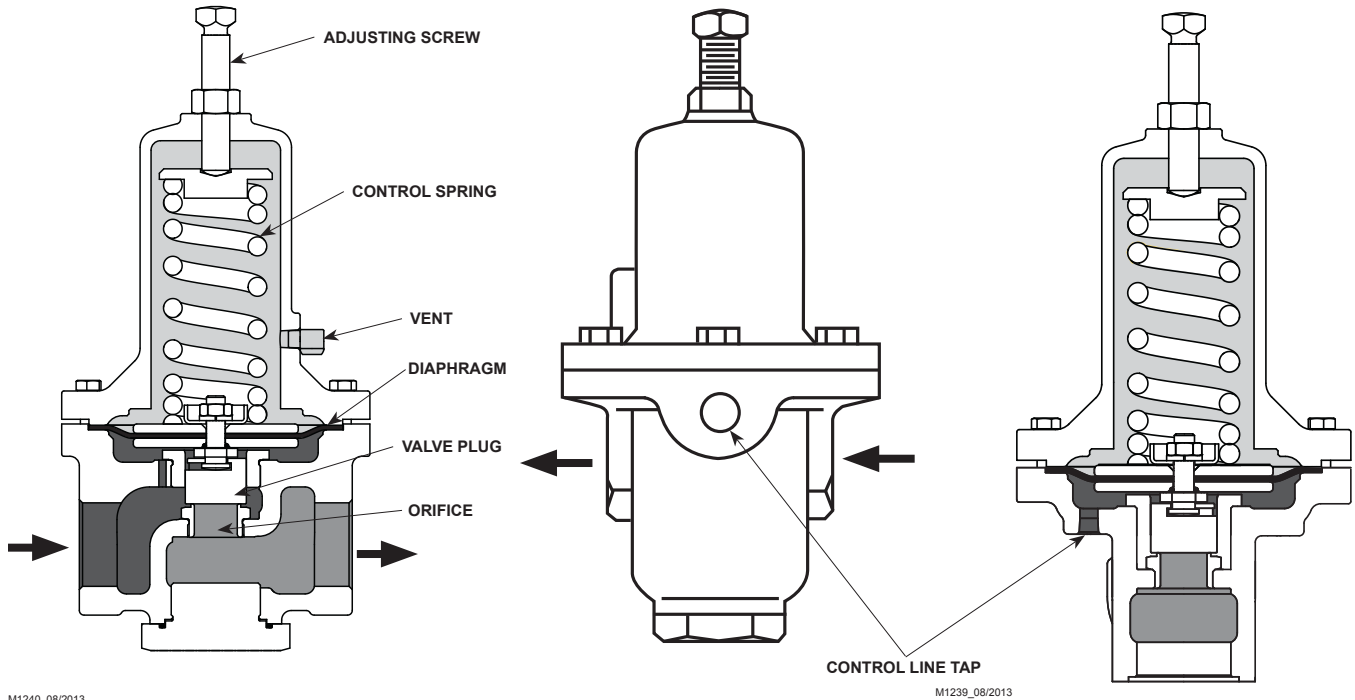 ADJUSTING SCREW
CONTROL SPRING
VENT
DIAPHRAGM
VALVE PLUG
ORIFICE
CONTROL LINE TAP
M1240_08/2013
M1239_08/2013